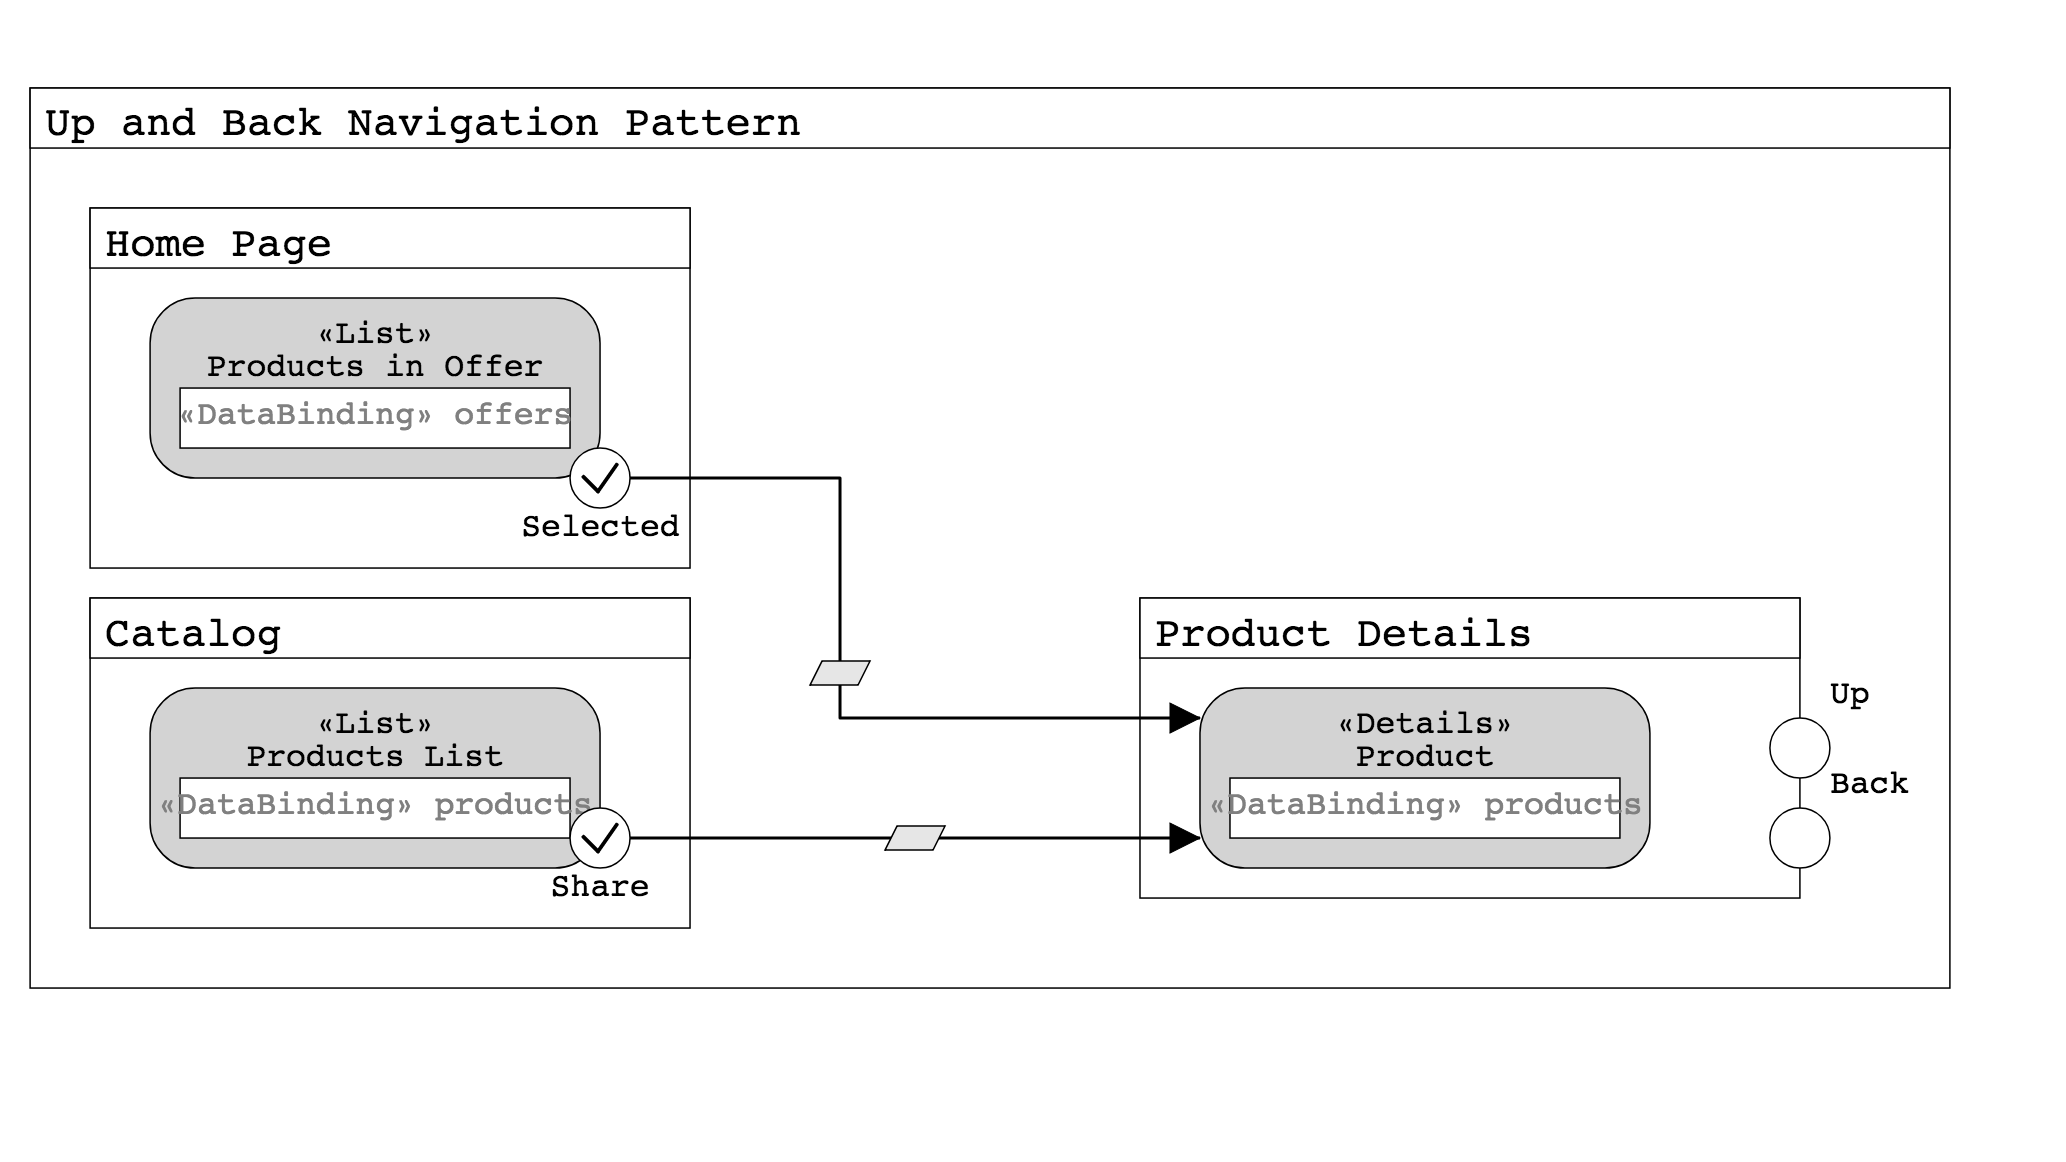 Up and Back Navigation Pattern
Home Page
«List»
Products in Offer
«DataBinding» offers
Selected
Catalog
«List»
Products List
«DataBinding» products
Share
Product Details
«Details»
Product
«DataBinding» products
Up
Back